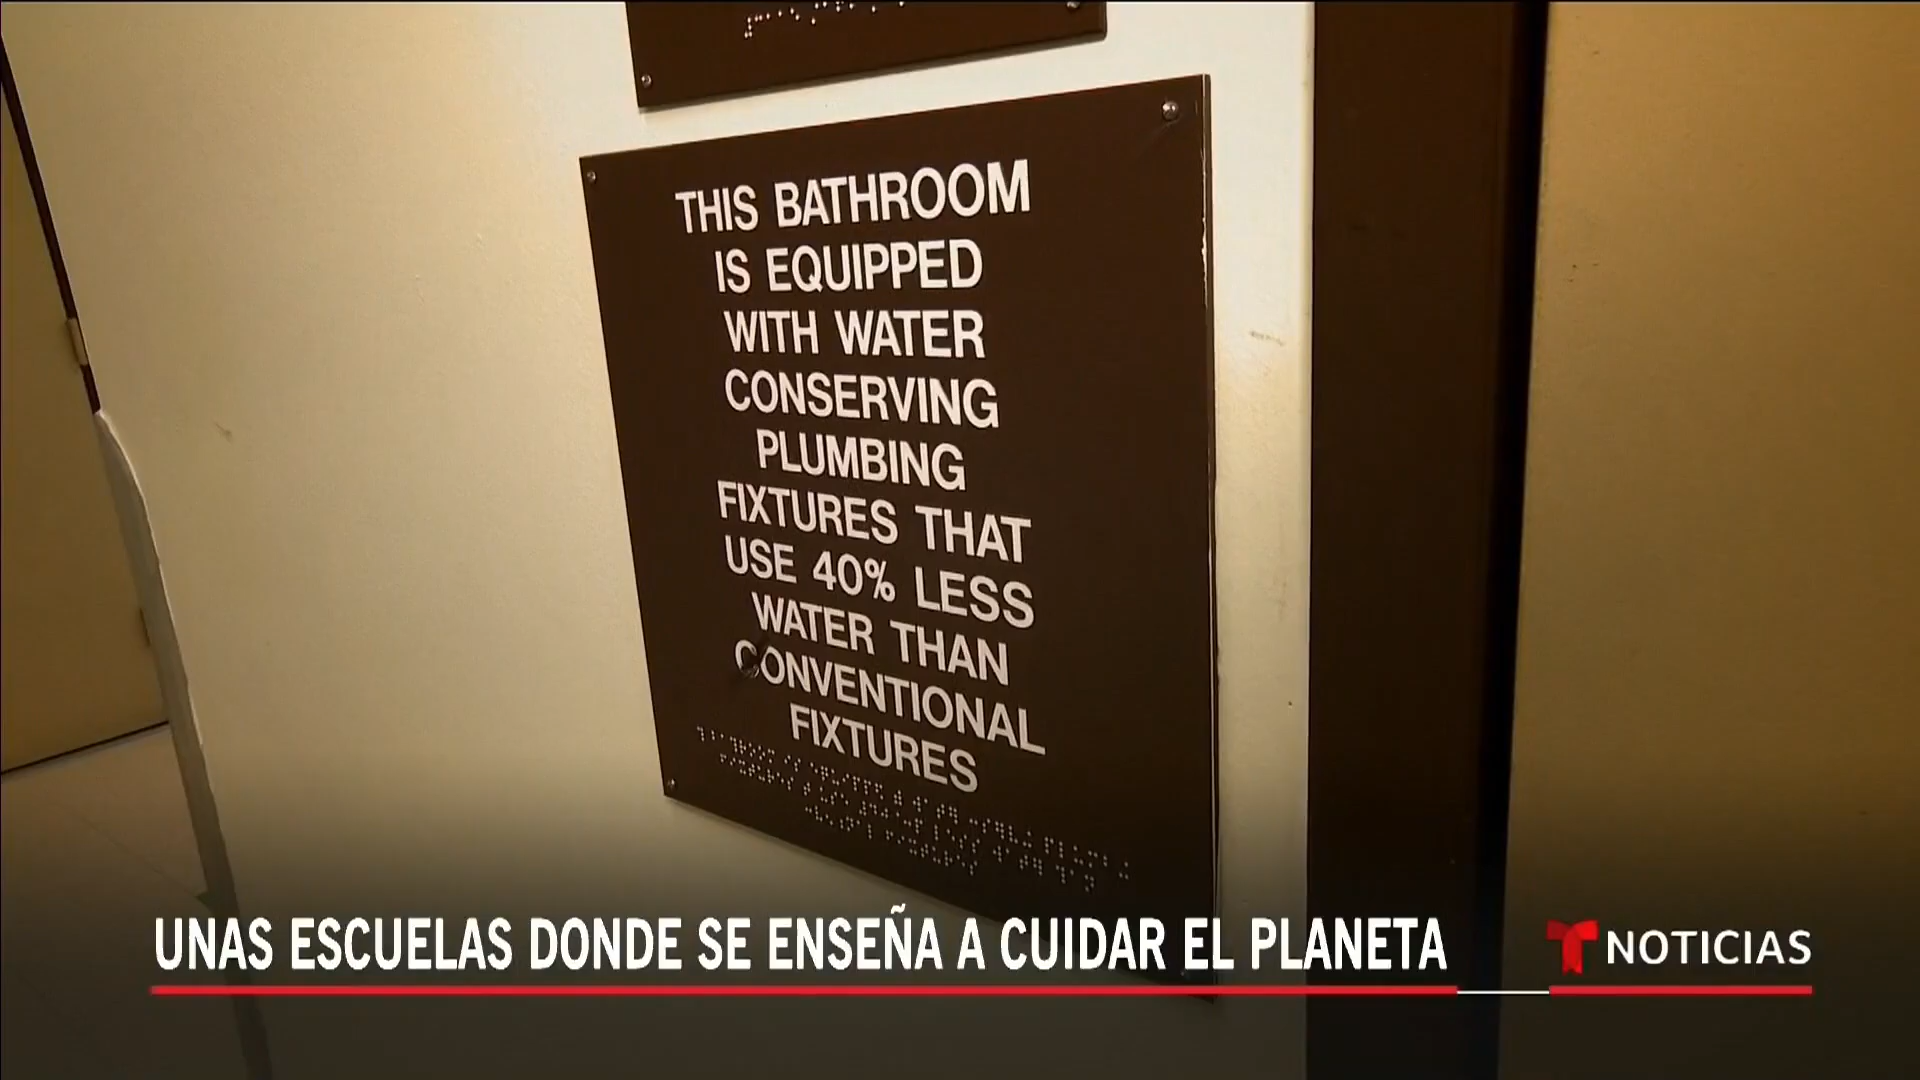 THIS BATHROOM
IS EQUIPPED
WITH WATER
CONSERVING
PLUMBING
FIXTURES THAT
USE 40% LESS
WATER THAN
CONVENTIONAL
FIXTURES
UNAS ESCUELAS DONDE SE ENSEÑA A CUIDAR EL PLANETA
NOTICIAS